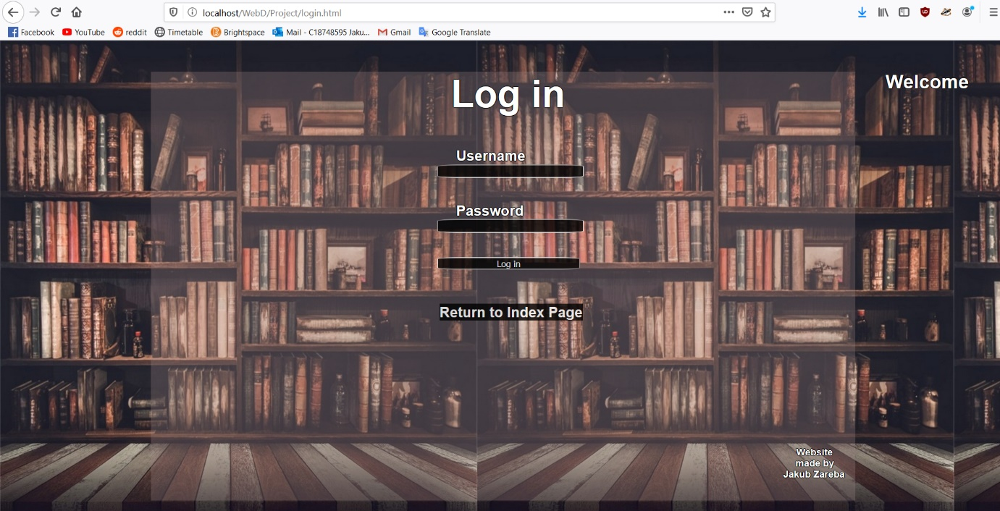 localhost/WebD/Project/login.html
Facebook YouTube reddit Timetable Brightspace Mail - C18748595 Jaku... Gmail Google Translate
Welcome
Log in
Username
Password
Log in
Return to Index Page
Website
made by
Jakub Zareba